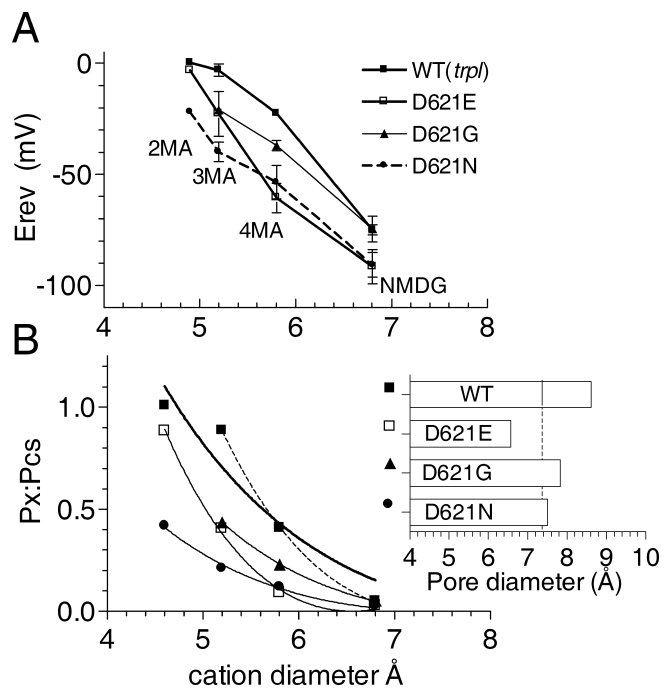 A
0
-50
-100
Erev (mV)
WT(trpl)
D621E
D621G
D621N
2MA
3MA
4MA
NMDG
4 5 6 7 8
B
1.0
0.5
0.0
Px:Pcs
4 5 6 7 8
cation diameter Å
WT
D621E
D621G
D621N
4 5 6 7 8 9 10
Pore diameter (Å)